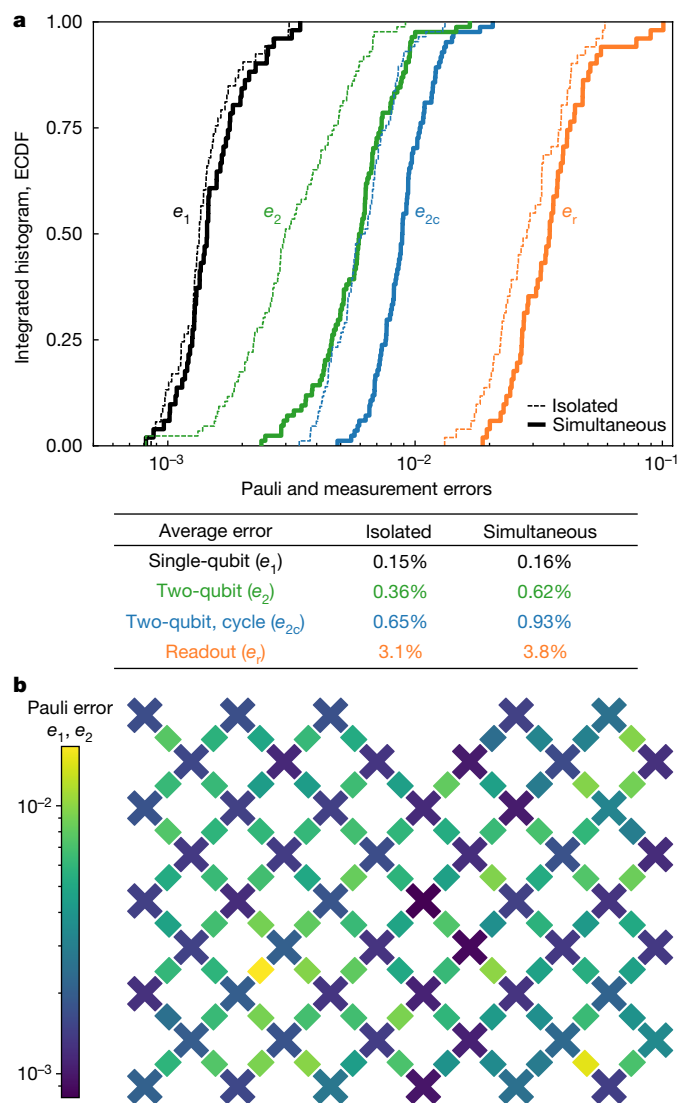 a
1.00
0.75
0.50
0.25
0.00
Integrated histogram, ECDF
e1
e2
e2c
er
Isolated
Simultaneous
10−3
10−2
10−1
Pauli and measurement errors
Average error Isolated Simultaneous
Single-qubit (e1) 0.15% 0.16%
Two-qubit (e2) 0.36% 0.62%
Two-qubit, cycle (e2c) 0.65% 0.93%
Readout (er) 3.1% 3.8%
b
Pauli error
e1, e2
10−2
10−3